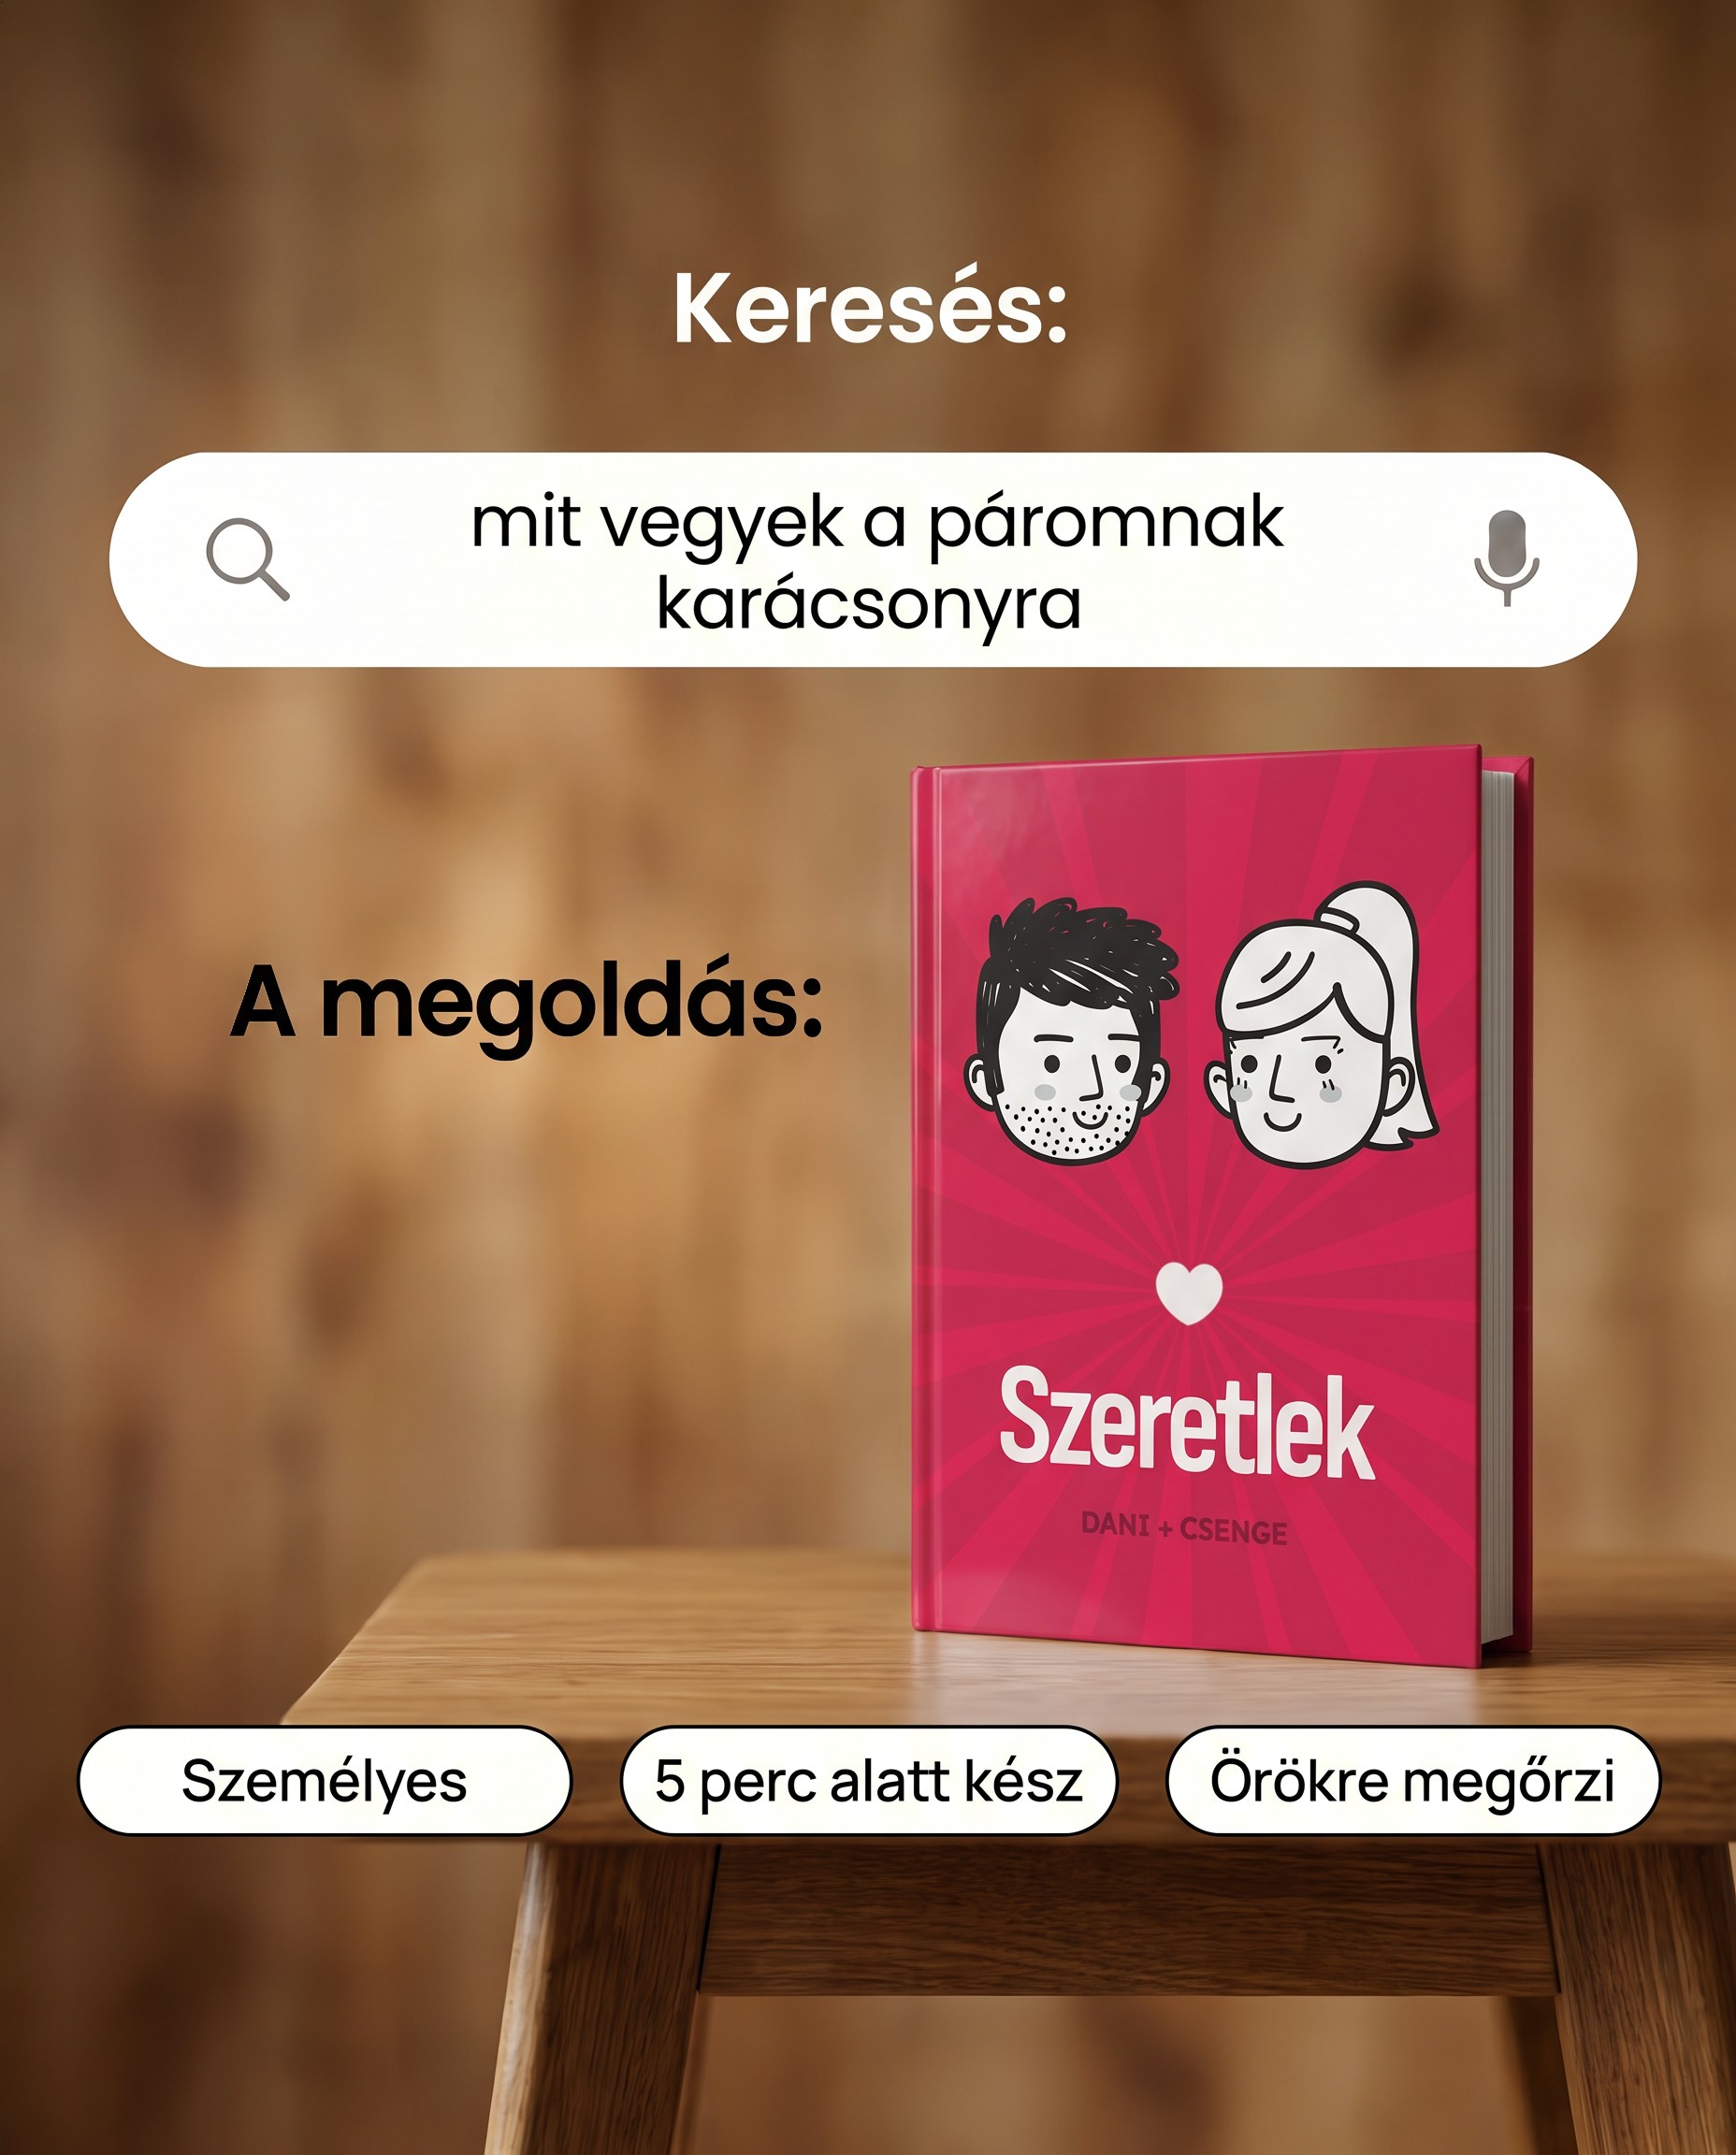 Keresés:
mit vegyek a páromnak
karácsonyra
A megoldás:
Szeretlek
DANI + CSENGE
Személyes
5 perc alatt kész
Örökre megőrzi